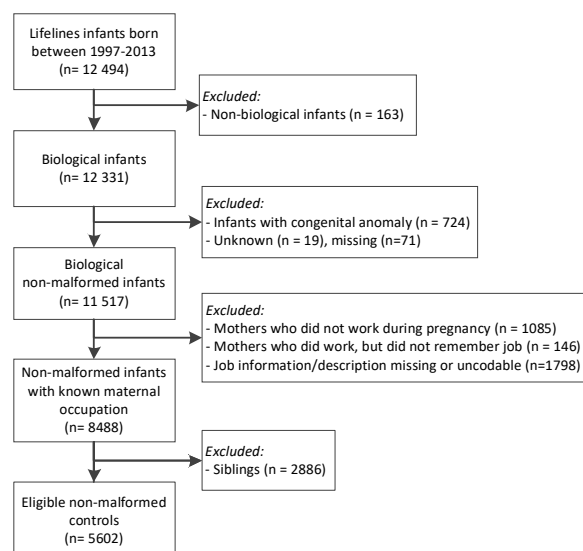 Lifelines infants born
between 1997-2013
(n= 12 494)
Excluded:
- Non-biological infants (n = 163)
Biological infants
(n= 12 331)
Excluded:
- Infants with congenital anomaly (n = 724)
- Unknown (n = 19), missing (n=71)
Biological
non-malformed infants
(n= 11 517)
Excluded:
- Mothers who did not work during pregnancy (n = 1085)
- Mothers who did work, but did not remember job (n = 146)
- Job information/description missing or uncodable (n=1798)
Non-malformed infants
with known maternal
occupation
(n= 8488)
Excluded:
- Siblings (n = 2886)
Eligible non-malformed
controls
(n= 5602)